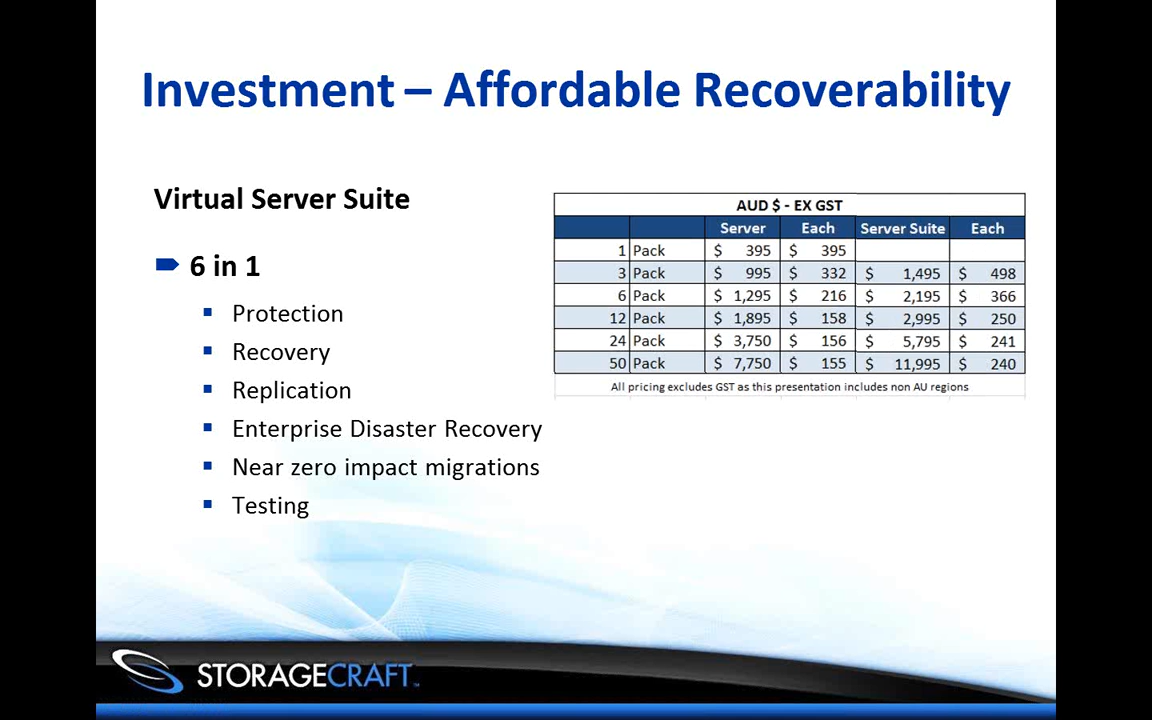 Investment – Affordable Recoverability
Virtual Server Suite
6 in 1
Protection
Recovery
Replication
Enterprise Disaster Recovery
Near zero impact migrations
Testing
AUD $ - EX GST
Server Each Server Suite Each
1 Pack $ 395 $ 395
3 Pack $ 995 $ 332 $ 1,495 $ 498
6 Pack $ 1,295 $ 216 $ 2,195 $ 366
12 Pack $ 1,895 $ 158 $ 2,995 $ 250
24 Pack $ 3,750 $ 156 $ 5,795 $ 241
50 Pack $ 7,750 $ 155 $ 11,995 $ 240
All pricing excludes GST as this presentation includes non AU regions
STORAGECRAFT™